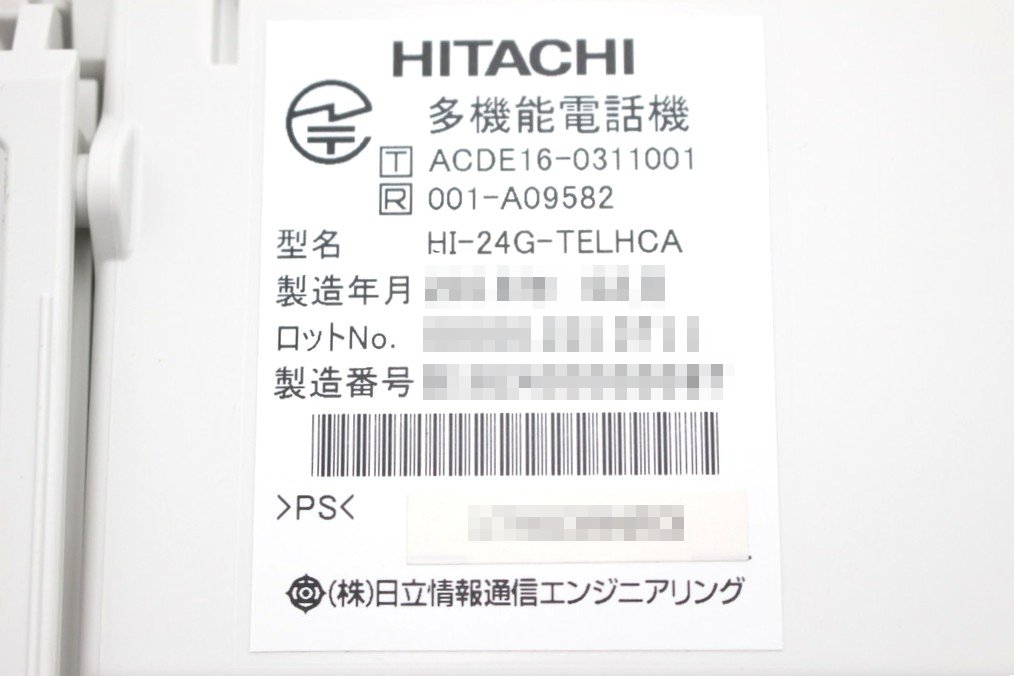 HITACHI
多機能電話機
T ACDE16-0311001
R 001-A09582
型名 HI-24G-TELHCA
製造年月
ロットNo.
製造番号
>PS<
(株)日立情報通信エンジニアリング